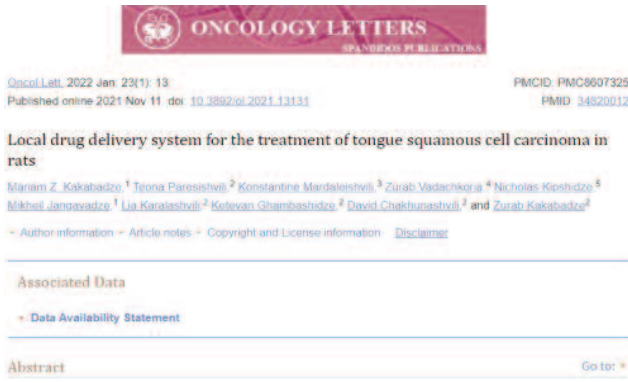 ONCOLOGY LETTERS
SPANDIDOS PUBLICATIONS
Oncol Lett. 2022 Jan; 23(1): 13. PMCID: PMC8607325
Published online 2021 Nov 11. doi: 10.3892/ol.2021.13131 PMID: 34820012
Local drug delivery system for the treatment of tongue squamous cell carcinoma in
rats
Mariam Z. Kakabadze,1 Teona Paresishvili,2 Konstantine Mardaleishvili,3 Zurab Vadachkoria,4 Nicholas Kipshidze,5
Mikheil Jangavadze,1 Lia Karalashvili,2 Ketevan Ghambashidze,2 David Chakhunashvili,2 and Zurab Kakabadze2
Author information Article notes Copyright and License information Disclaimer
Associated Data
Data Availability Statement
Abstract Go to: